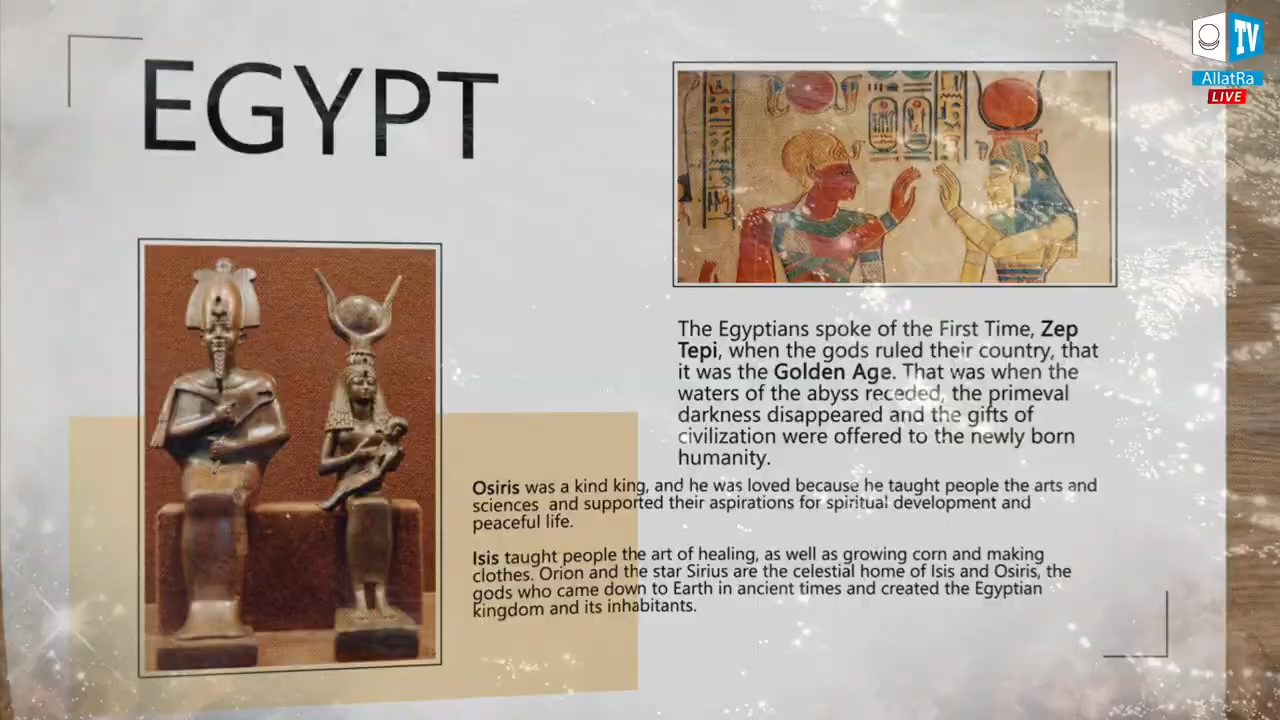 EGYPT
TV
AllatRa
LIVE
The Egyptians spoke of the First Time, Zep
Tepi, when the gods ruled their country, that
it was the Golden Age. That was when the
waters of the abyss receded, the primeval
darkness disappeared and the gifts of
civilization were offered to the newly born
humanity.
Osiris was a kind king, and he was loved because he taught people the arts and
sciences and supported their aspirations for spiritual development and
peaceful life.
Isis taught people the art of healing, as well as growing corn and making
clothes. Orion and the star Sirius are the celestial home of Isis and Osiris, the
gods who came down to Earth in ancient times and created the Egyptian
kingdom and its inhabitants.